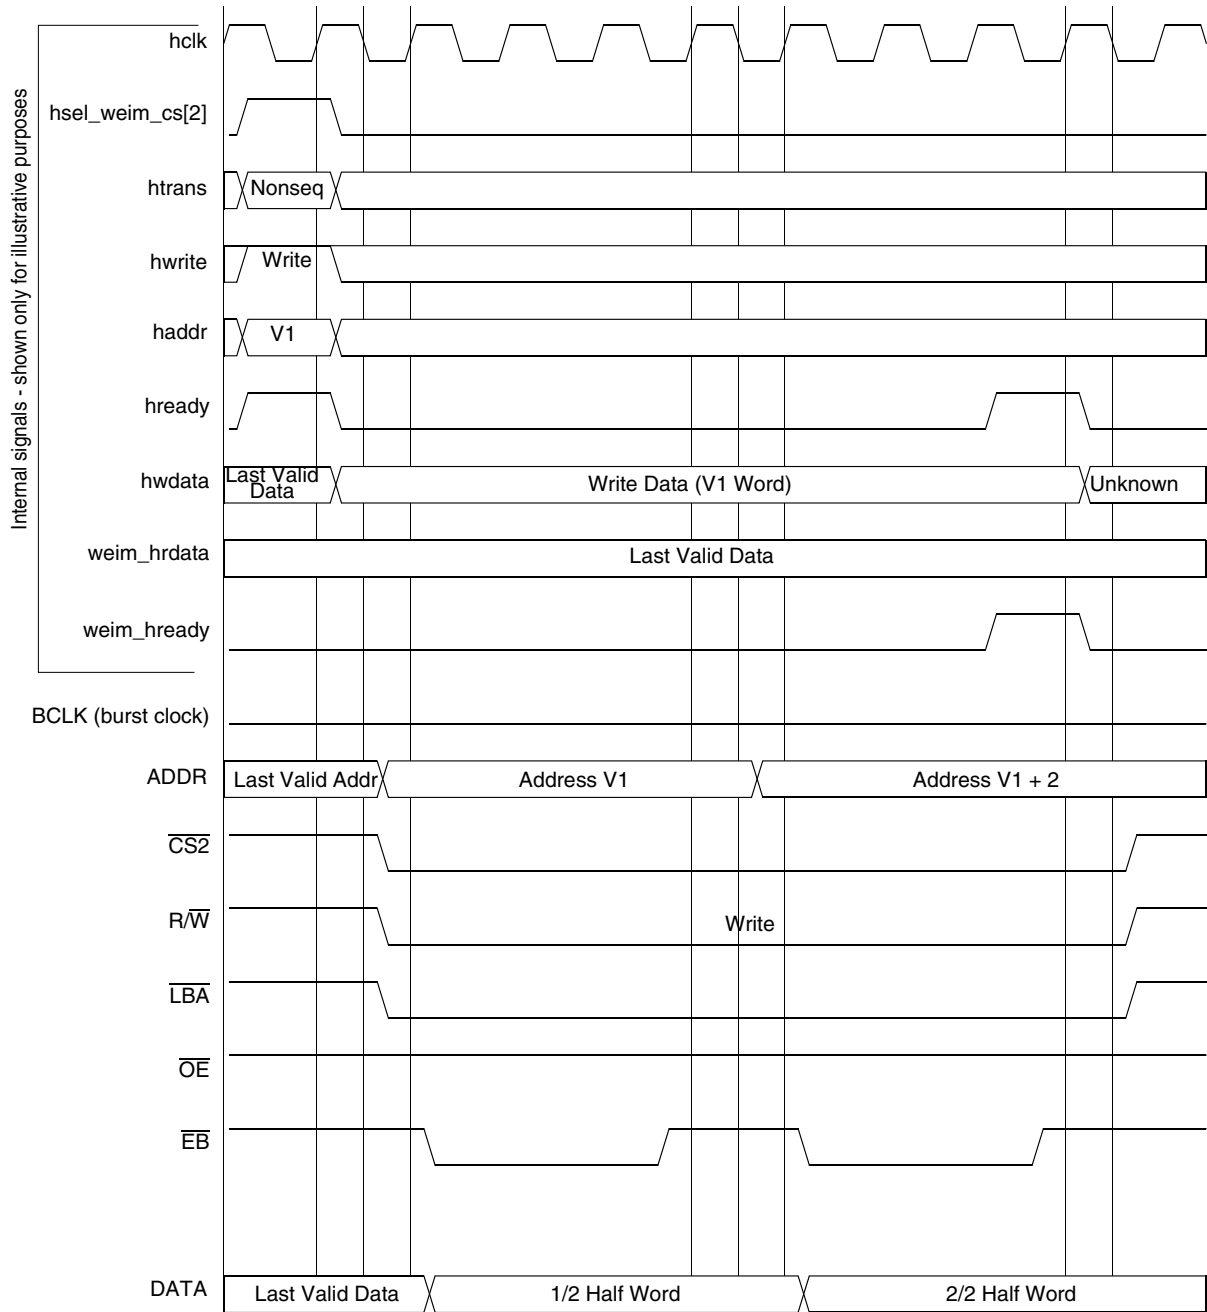 Internal signals - shown only for illustrative purposes
hclk
hsel_weim_cs[2]
htrans
Nonseq
hwrite
Write
haddr
V1
hready
hwdata
Last Valid
Data
Write Data (V1 Word)
Unknown
weim_hrdata
Last Valid Data
weim_hready
BCLK (burst clock)
ADDR
Last Valid Addr
Address V1
Address V1 + 2
CS2
R/W
Write
LBA
OE
EB
DATA
Last Valid Data
1/2 Half Word
2/2 Half Word